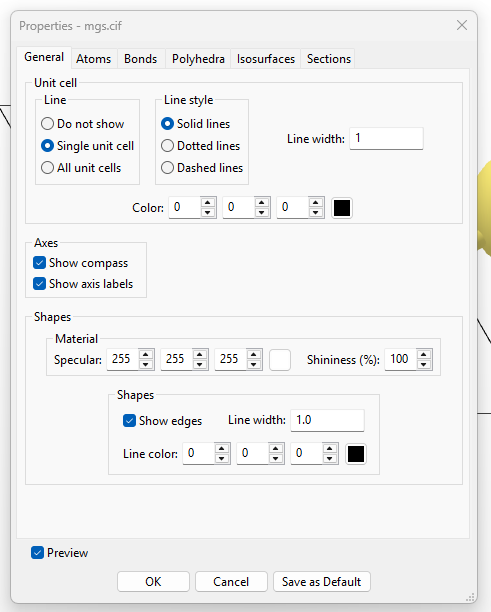 Properties - mgs.cif
General Atoms Bonds Polyhedra Isosurfaces Sections
Unit cell
Line Line style
Do not show Solid lines
Single unit cell Dotted lines Line width: 1
All unit cells Dashed lines
Color: 0 0 0
Axes
Show compass
Show axis labels
Shapes
Material
Specular: 255 255 255 Shininess (%): 100
Shapes
Show edges Line width: 1.0
Line color: 0 0 0
Preview
OK Cancel Save as Default